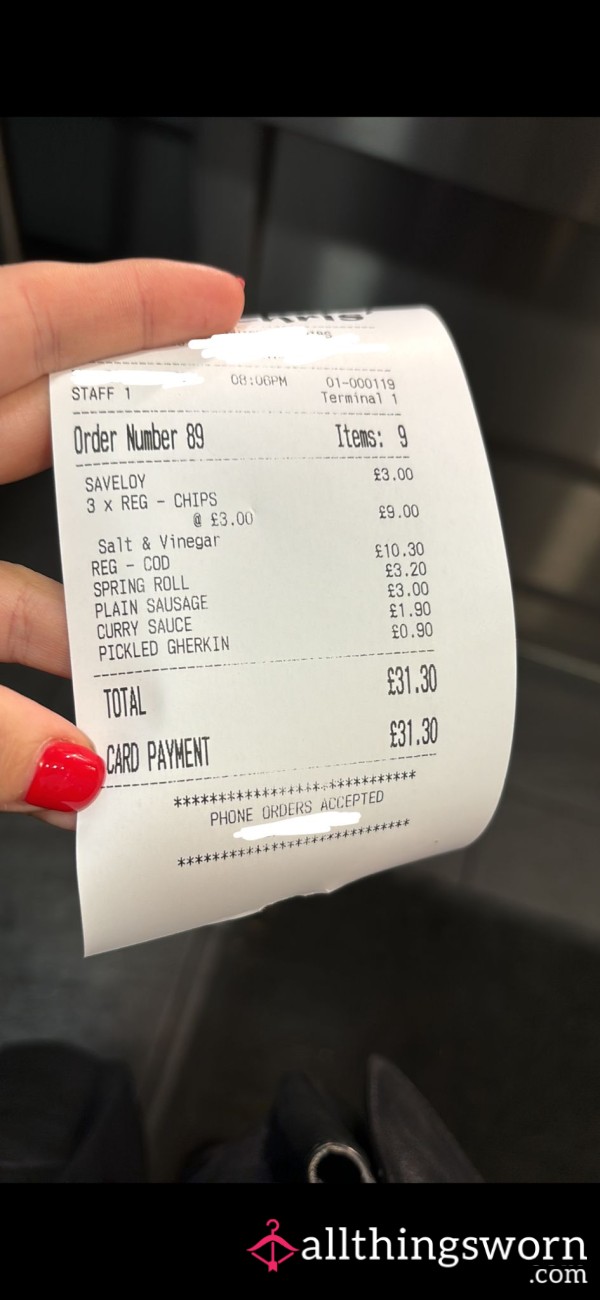 08:06PM 01-000119
STAFF 1 Terminal 1
Order Number 89 Items: 9
SAVELOY £3.00
3 x REG - CHIPS
@ £3.00 £9.00
Salt & Vinegar
REG - COD £10.30
SPRING ROLL £3.20
PLAIN SAUSAGE £3.00
CURRY SAUCE £1.90
PICKLED GHERKIN £0.90
TOTAL £31.30
CARD PAYMENT £31.30
*****************************
PHONE ORDERS ACCEPTED
*****************************
allthingsworn
.com